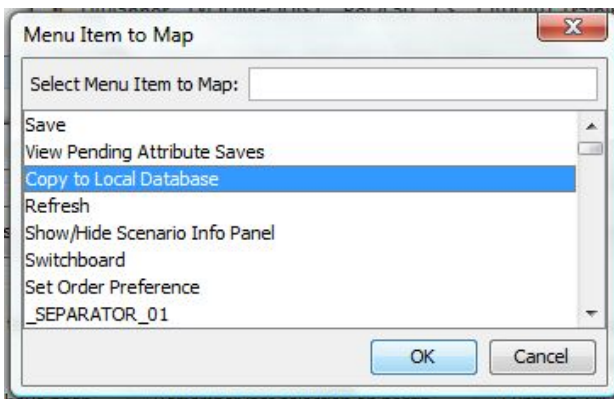 Menu Item to Map
Select Menu Item to Map:
Save
View Pending Attribute Saves
Copy to Local Database
Refresh
Show/Hide Scenario Info Panel
Switchboard
Set Order Preference
_SEPARATOR_01
OK Cancel